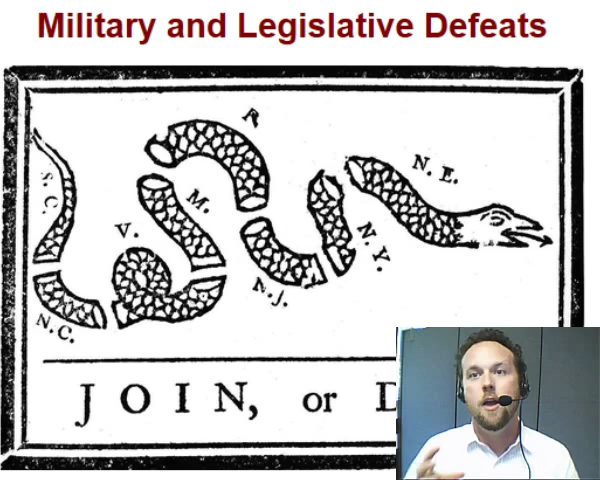 Military and Legislative Defeats
P.
N. E.
S. C.
M.
V.
N. Y.
N.J.
N.C.
JOIN, or D